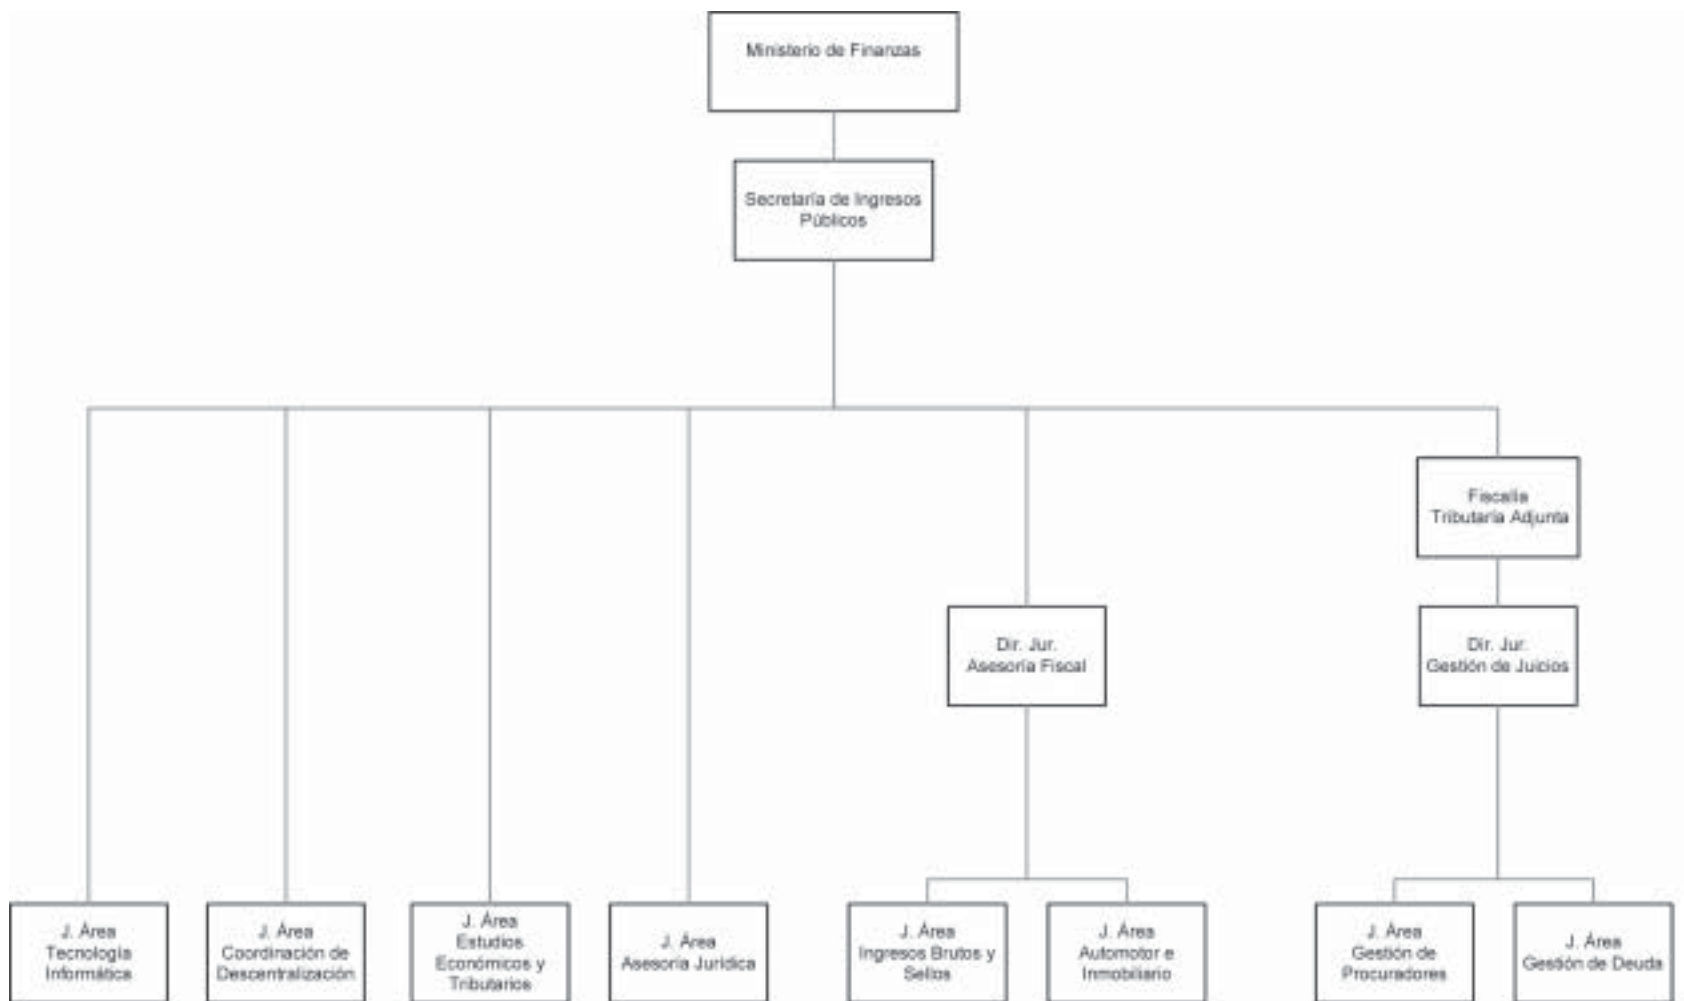 Ministerio de Finanzas
Secretaría de Ingresos
Públicos
Fiscalía
Tributaria Adjunta
Dir. Jur.
Asesoría Fiscal
Dir. Jur.
Gestión de Juicios
J. Área
Tecnología
Informática
J. Área
Coordinación de
Descentralización
J. Área
Estudios
Económicos y
Tributarios
J. Área
Asesoría Jurídica
J. Área
Ingresos Brutos y
Sellos
J. Área
Automotor e
Inmobiliario
J. Área
Gestión de
Procuradores
J. Área
Gestión de Deuda